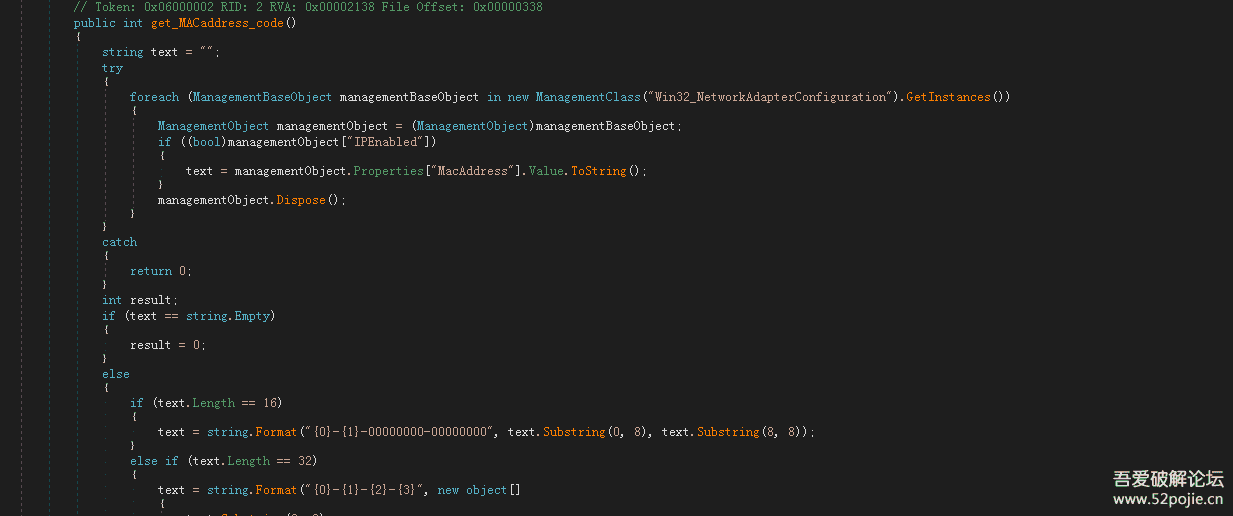 // Token: 0x06000002 RID: 2 RVA: 0x00002138 File Offset: 0x00000338
public int get_MACaddress_code()
{
string text = "";
try
{
foreach (ManagementBaseObject managementBaseObject in new ManagementClass("Win32_NetworkAdapterConfiguration").GetInstances())
{
ManagementObject managementObject = (ManagementObject)managementBaseObject;
if ((bool)managementObject["IPEnabled"])
{
text = managementObject.Properties["MacAddress"].Value.ToString();
}
managementObject.Dispose();
}
}
catch
{
return 0;
}
int result;
if (text == string.Empty)
{
result = 0;
}
else
{
if (text.Length == 16)
{
text = string.Format("{0}-{1}-00000000-00000000", text.Substring(0, 8), text.Substring(8, 8));
}
else if (text.Length == 32)
{
text = string.Format("{0}-{1}-{2}-{3}", new object[]
{
吾爱破解论坛
www.52pojie.cn